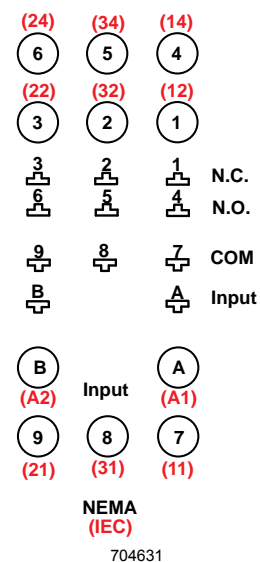 (24) (34) (14)
6 5 4
(22) (32) (12)
3 2 1
3 2 1 N.C.
6 5 4 N.O.
9 8 7 COM
B A Input
B A
Input
(A2) (A1)
9 8 7
(21) (31) (11)
NEMA
(IEC)
704631